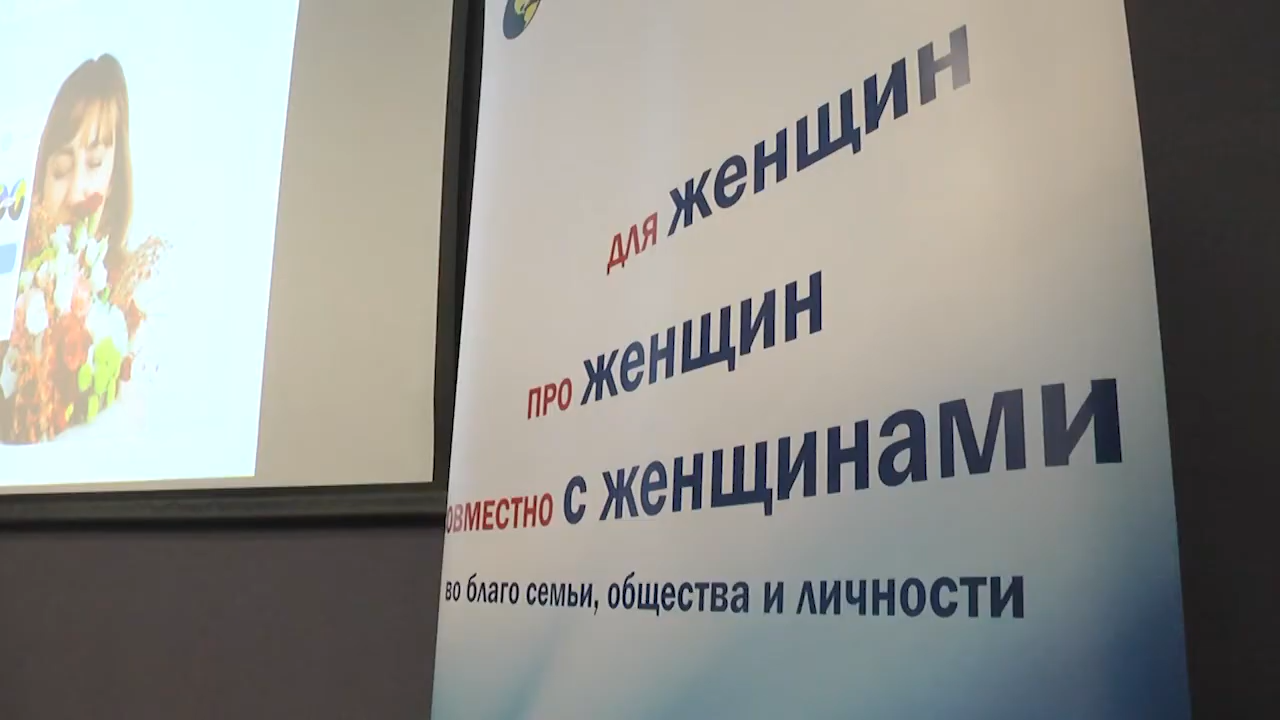 для женщин
про женщин
овместно с женщинами
во благо семьи, общества и личности